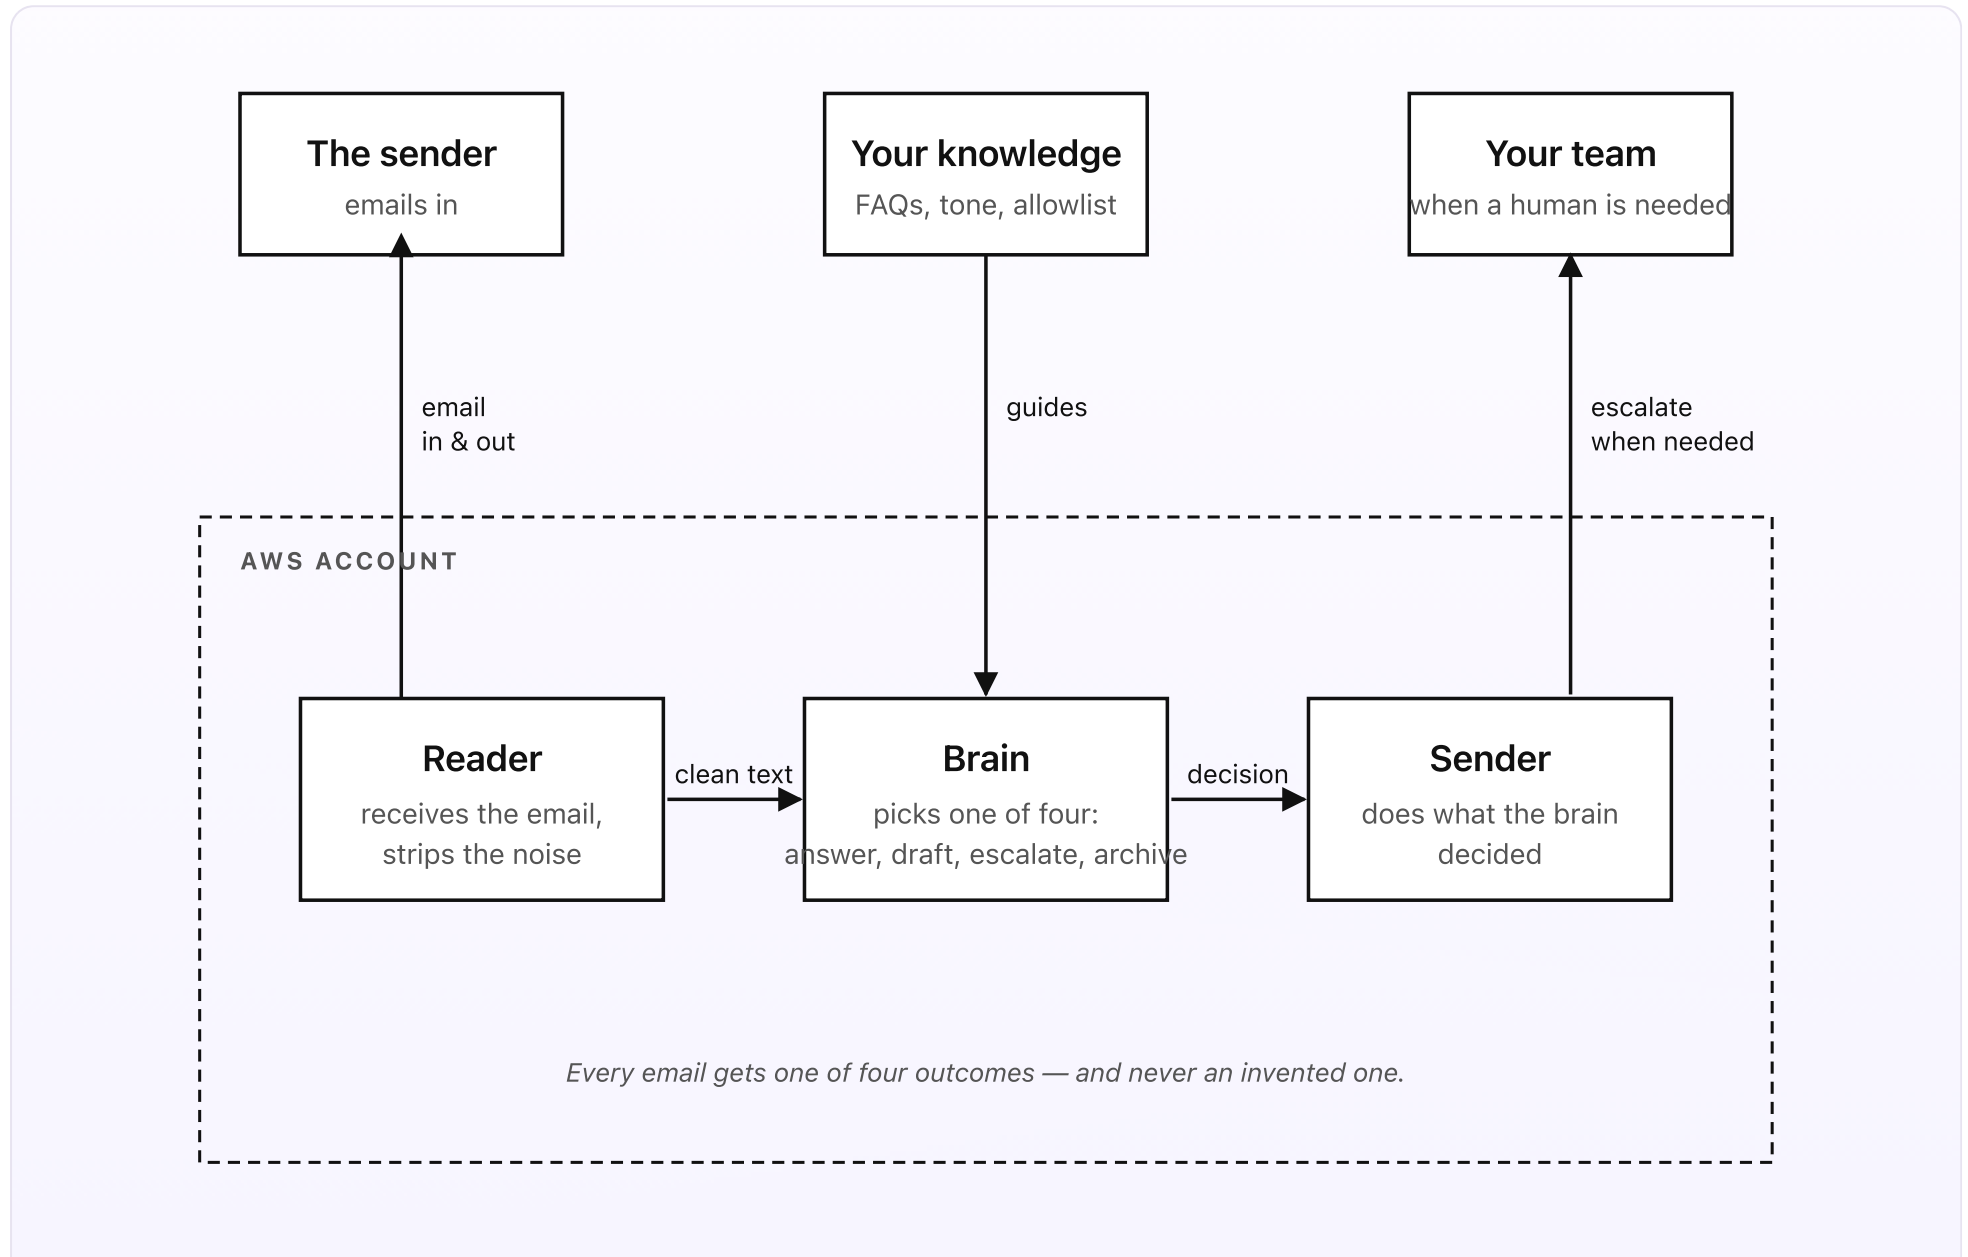 The sender
emails in
Your knowledge
FAQs, tone, allowlist
Your team
when a human is needed
email
in & out
guides
escalate
when needed
AWS ACCOUNT
Reader
receives the email,
strips the noise
clean text
Brain
picks one of four:
answer, draft, escalate, archive
decision
Sender
does what the brain
decided
Every email gets one of four outcomes — and never an invented one.